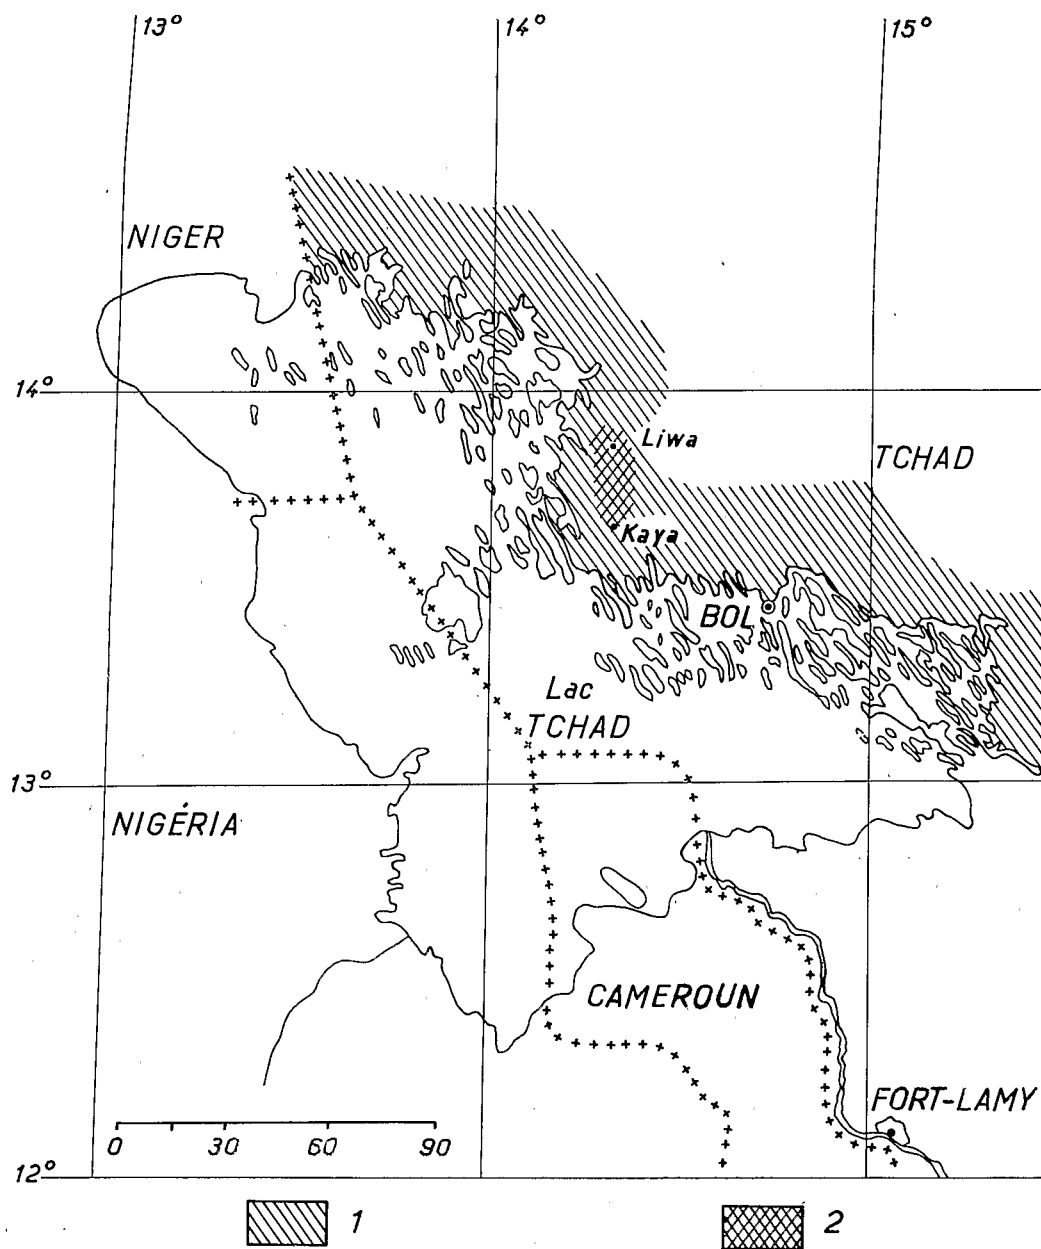 13° 14° 15°
NIGER
14°
Liwa
TCHAD
Kaya
BOL
Lac
TCHAD
13°
NIGÉRIA
CAMEROUN
FORT-LAMY
0 30 60 90
12°
1 2